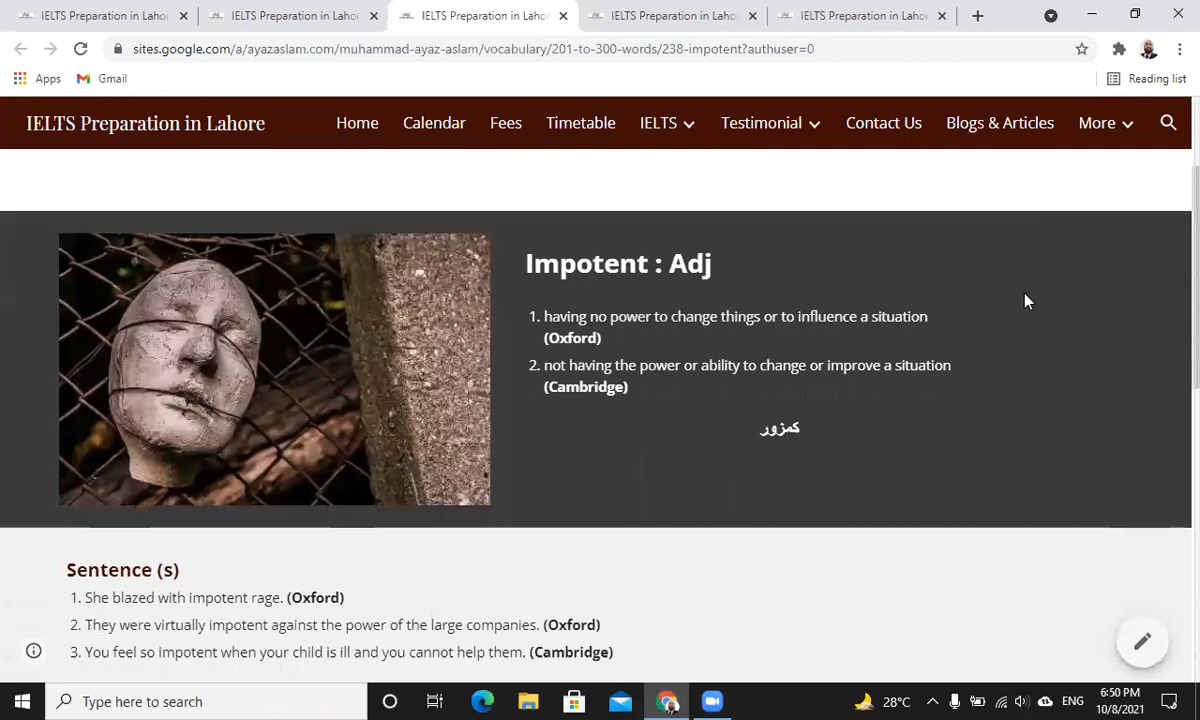 IELTS Preparation in Laho
IELTS Preparation in Laho
IELTS Preparation in Laho
IELTS Preparation in Laho
IELTS Preparation in Laho
sites.google.com/a/ayazaslam.com/muhammad-ayaz-aslam/vocabulary/201-to-300-words/238-impotent?authuser=0
Apps
Gmail
Reading list
IELTS Preparation in Lahore
Home
Calendar
Fees
Timetable
IELTS
Testimonial
Contact Us
Blogs & Articles
More
Impotent : Adj
1. having no power to change things or to influence a situation
(Oxford)
2. not having the power or ability to change or improve a situation
(Cambridge)
کمزور
Sentence (s)
1. She blazed with impotent rage. (Oxford)
2. They were virtually impotent against the power of the large companies. (Oxford)
3. You feel so impotent when your child is ill and you cannot help them. (Cambridge)
Type here to search
28°C
ENG
6:50 PM
10/8/2021